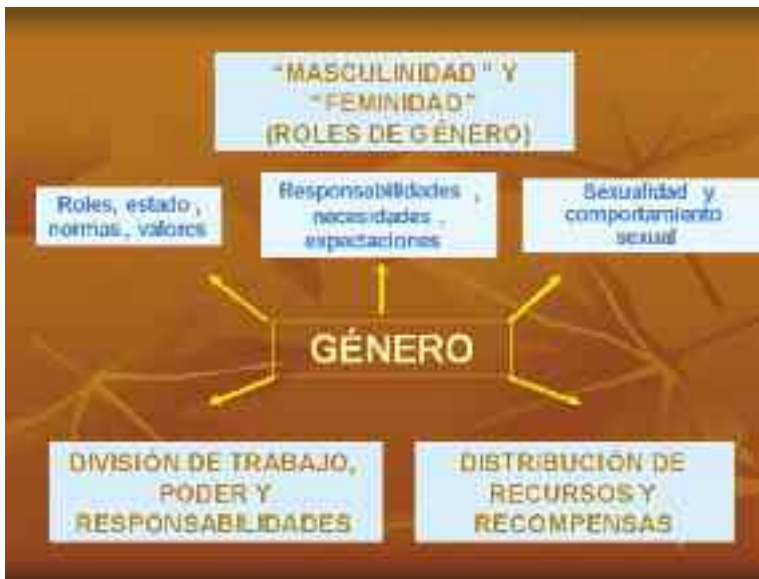 "MASCULINIDAD" Y
"FEMINIDAD"
(ROLES DE GÉNERO)
Roles, estado,
normas, valores
Responsabilidades,
necesidades,
expectaciones
Sexualidad y
comportamiento
sexual
GÉNERO
DIVISIÓN DE TRABAJO,
PODER Y
RESPONSABILIDADES
DISTRIBUCIÓN DE
RECURSOS Y
RECOMPENSAS